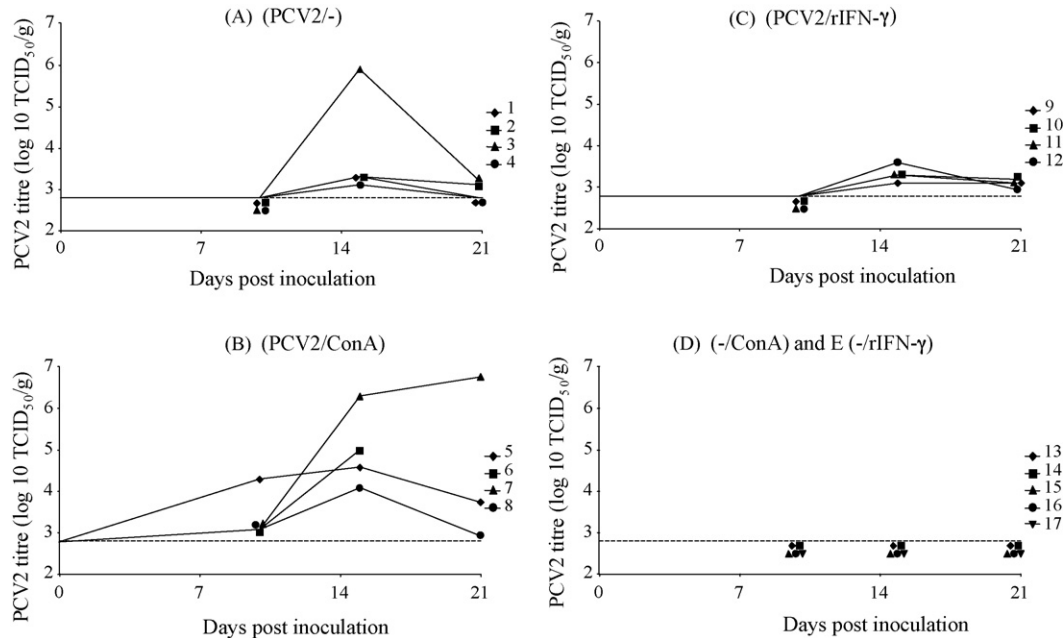 (A) (PCV2/-)
PCV2 titre (log 10 TCID50/g)
7
6
5
4
3
2
0 7 14 21
Days post inoculation
1
2
3
4
(C) (PCV2/rIFN-γ)
PCV2 titre (log 10 TCID50/g)
7
6
5
4
3
2
0 7 14 21
Days post inoculation
9
10
11
12
(B) (PCV2/ConA)
PCV2 titre (log 10 TCID50/g)
7
6
5
4
3
2
0 7 14 21
Days post inoculation
5
6
7
8
(D) (-/ConA) and E (-/rIFN-γ)
PCV2 titre (log 10 TCID50/g)
7
6
5
4
3
2
0 7 14 21
Days post inoculation
13
14
15
16
17